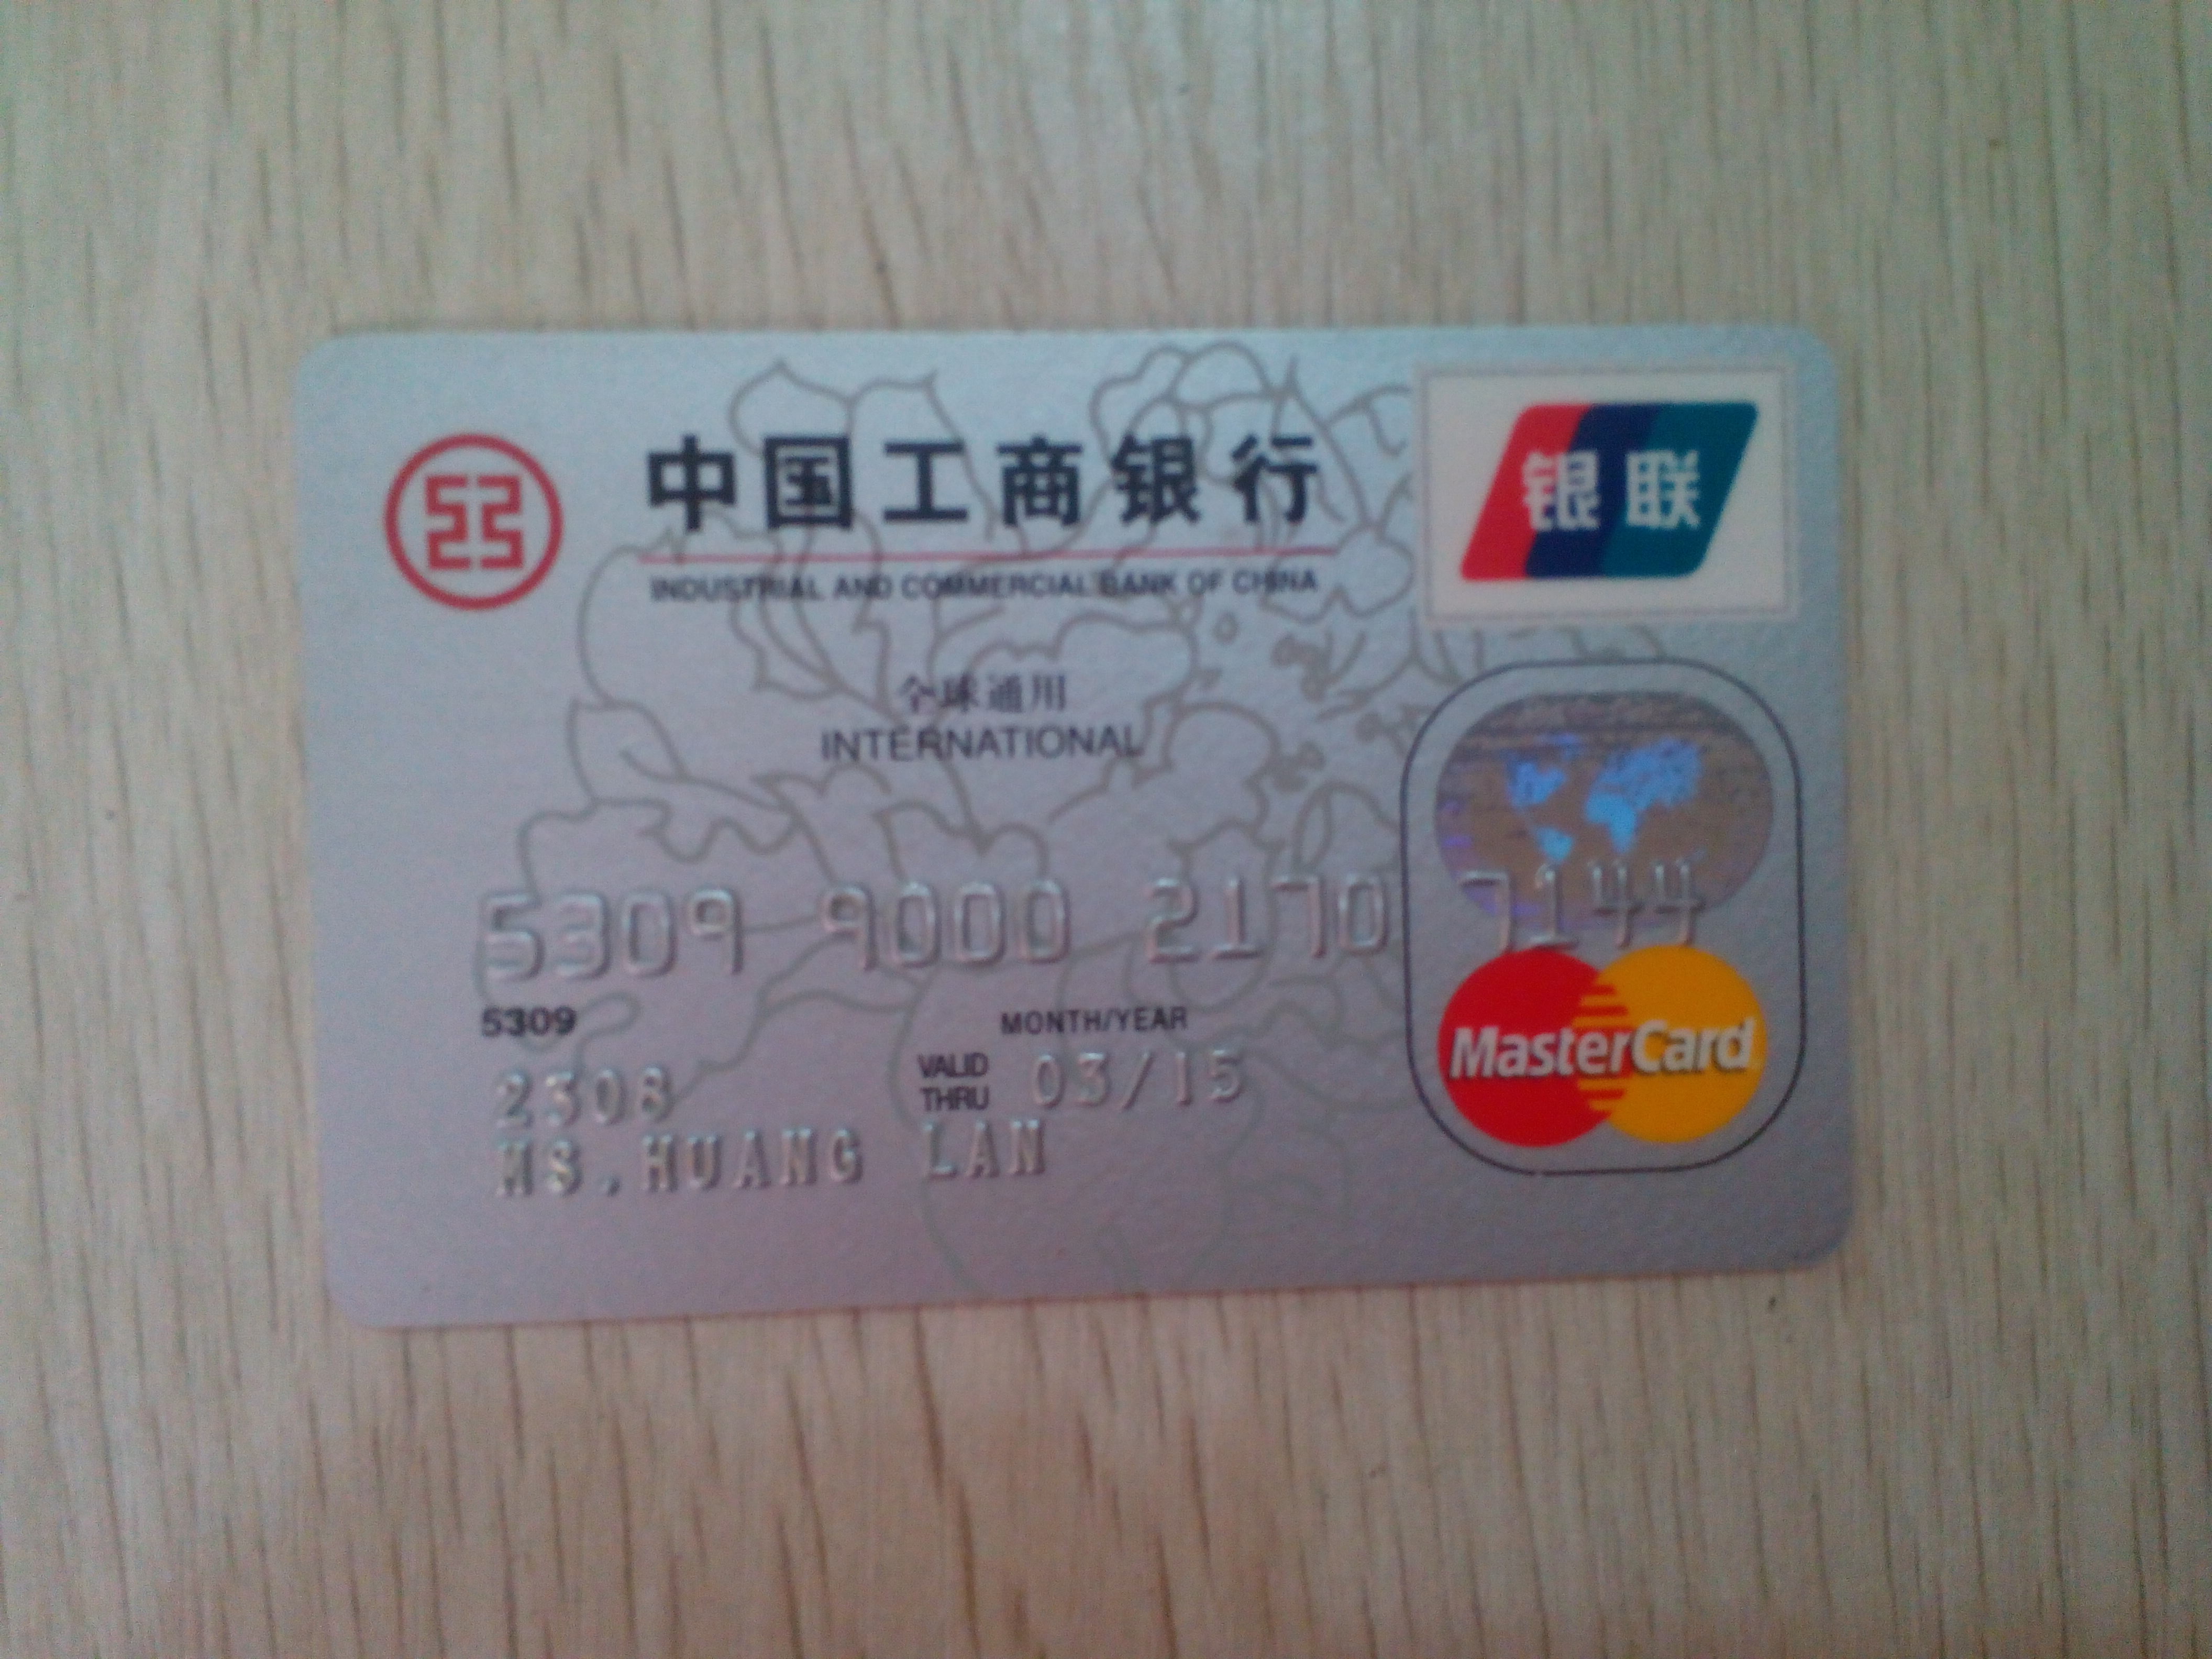 中国工商银行
INDUSTRIAL AND COMMERCIAL BANK OF CHINA
银联
全球通用
INTERNATIONAL
5309 9000 2170 7144
5309
MONTH/YEAR
2308
VALID THRU 03/15
MS.HUANG LAN
MasterCard